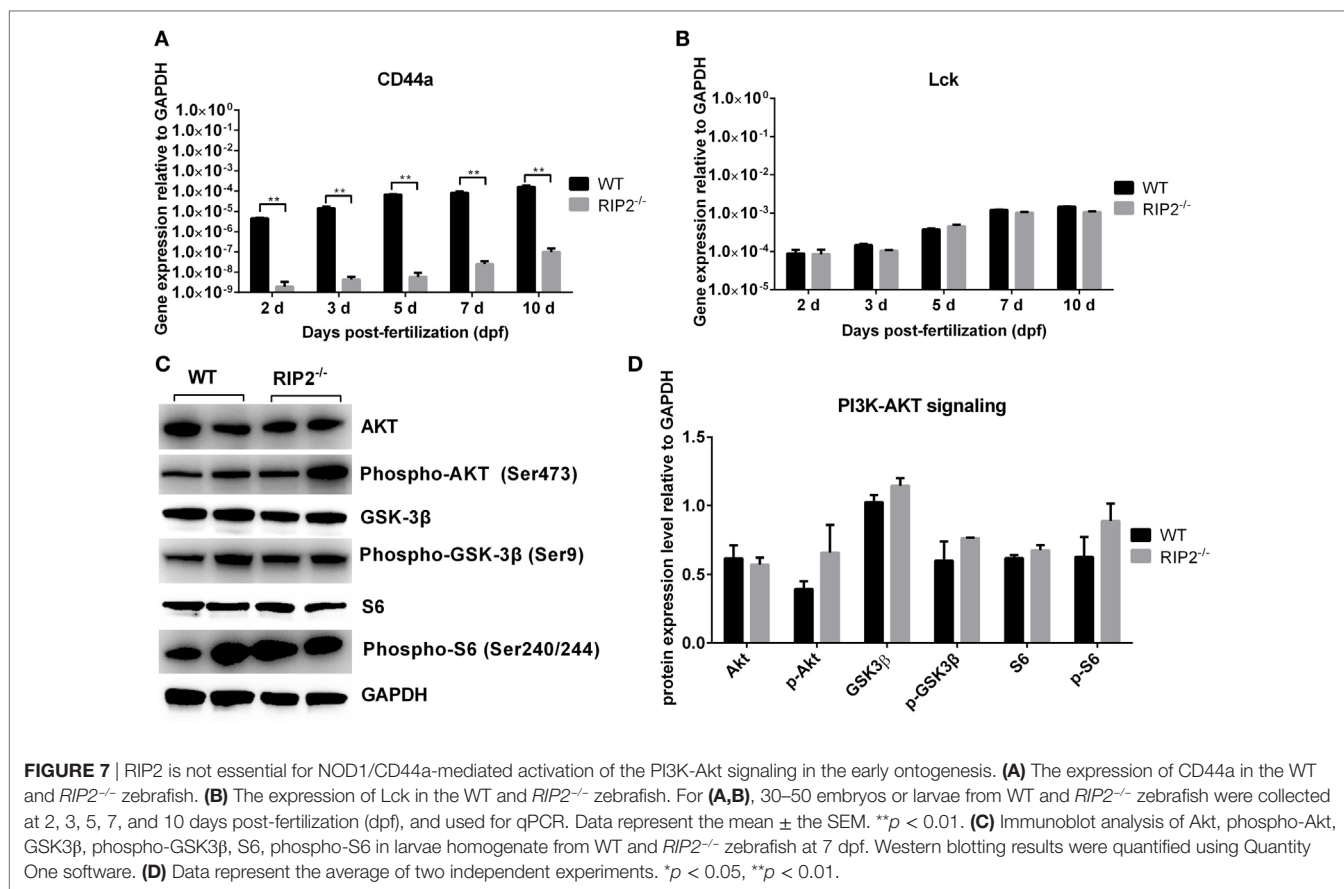 A
CD44a
Gene expression relative to GAPDH
1.0×10⁰
1.0×10⁻¹
1.0×10⁻²
1.0×10⁻³
1.0×10⁻⁴
1.0×10⁻⁵
1.0×10⁻⁶
1.0×10⁻⁷
1.0×10⁻⁸
1.0×10⁻⁹
** ** ** ** **
WT
RIP2⁻/⁻
2 d 3 d 5 d 7 d 10 d
Days post-fertilization (dpf)
B
Lck
Gene expression relative to GAPDH
1.0×10⁰
1.0×10⁻¹
1.0×10⁻²
1.0×10⁻³
1.0×10⁻⁴
1.0×10⁻⁵
WT
RIP2⁻/⁻
2 d 3 d 5 d 7 d 10 d
Days post-fertilization (dpf)
C
WT RIP2⁻/⁻
AKT
Phospho-AKT (Ser473)
GSK-3β
Phospho-GSK-3β (Ser9)
S6
Phospho-S6 (Ser240/244)
GAPDH
D
PI3K-AKT signaling
protein expression level relative to GAPDH
1.5
1.0
0.5
0.0
WT
RIP2⁻/⁻
Akt p-Akt GSK3β p-GSK3β S6 p-S6
FIGURE 7 | RIP2 is not essential for NOD1/CD44a-mediated activation of the PI3K-Akt signaling in the early ontogenesis. (A) The expression of CD44a in the WT
and RIP2−/− zebrafish. (B) The expression of Lck in the WT and RIP2−/− zebrafish. For (A,B), 30–50 embryos or larvae from WT and RIP2−/− zebrafish were collected
at 2, 3, 5, 7, and 10 days post-fertilization (dpf), and used for qPCR. Data represent the mean ± the SEM. **p < 0.01. (C) Immunoblot analysis of Akt, phospho-Akt,
GSK3β, phospho-GSK3β, S6, phospho-S6 in larvae homogenate from WT and RIP2−/− zebrafish at 7 dpf. Western blotting results were quantified using Quantity
One software. (D) Data represent the average of two independent experiments. *p < 0.05, **p < 0.01.